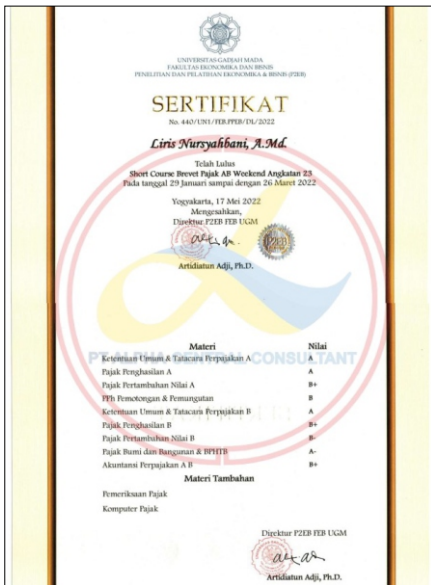 UNIVERSITAS GADJAH MADA
FAKULTAS EKONOMIKA DAN BISNIS
PENELITIAN DAN PELATIHAN EKONOMIKA & BISNIS (P2EB)
SERTIFIKAT
No. 440/UN1/FEB.PPEB/DL/2022
Liris Nursyahbani, A.Md.
Telah Lulus
Short Course Brevet Pajak AB Weekend Angkatan 23
Pada tanggal 29 Januari sampai dengan 26 Maret 2022
Yogyakarta, 17 Mei 2022
Mengesahkan,
Direktur P2EB FEB UGM
Artidiatun Adji, Ph.D.
Materi Nilai
Ketentuan Umum & Tatacara Perpajakan A A
Pajak Penghasilan A A
Pajak Pertambahan Nilai A B+
PPh Pemotongan & Pemungutan B
Ketentuan Umum & Tatacara Perpajakan B A
Pajak Penghasilan B B+
Pajak Pertambahan Nilai B B-
Pajak Bumi dan Bangunan & BPHTB A-
Akuntansi Perpajakan A B B+
Materi Tambahan
Pemeriksaan Pajak
Komputer Pajak
Direktur P2EB FEB UGM
Artidiatun Adji, Ph.D.